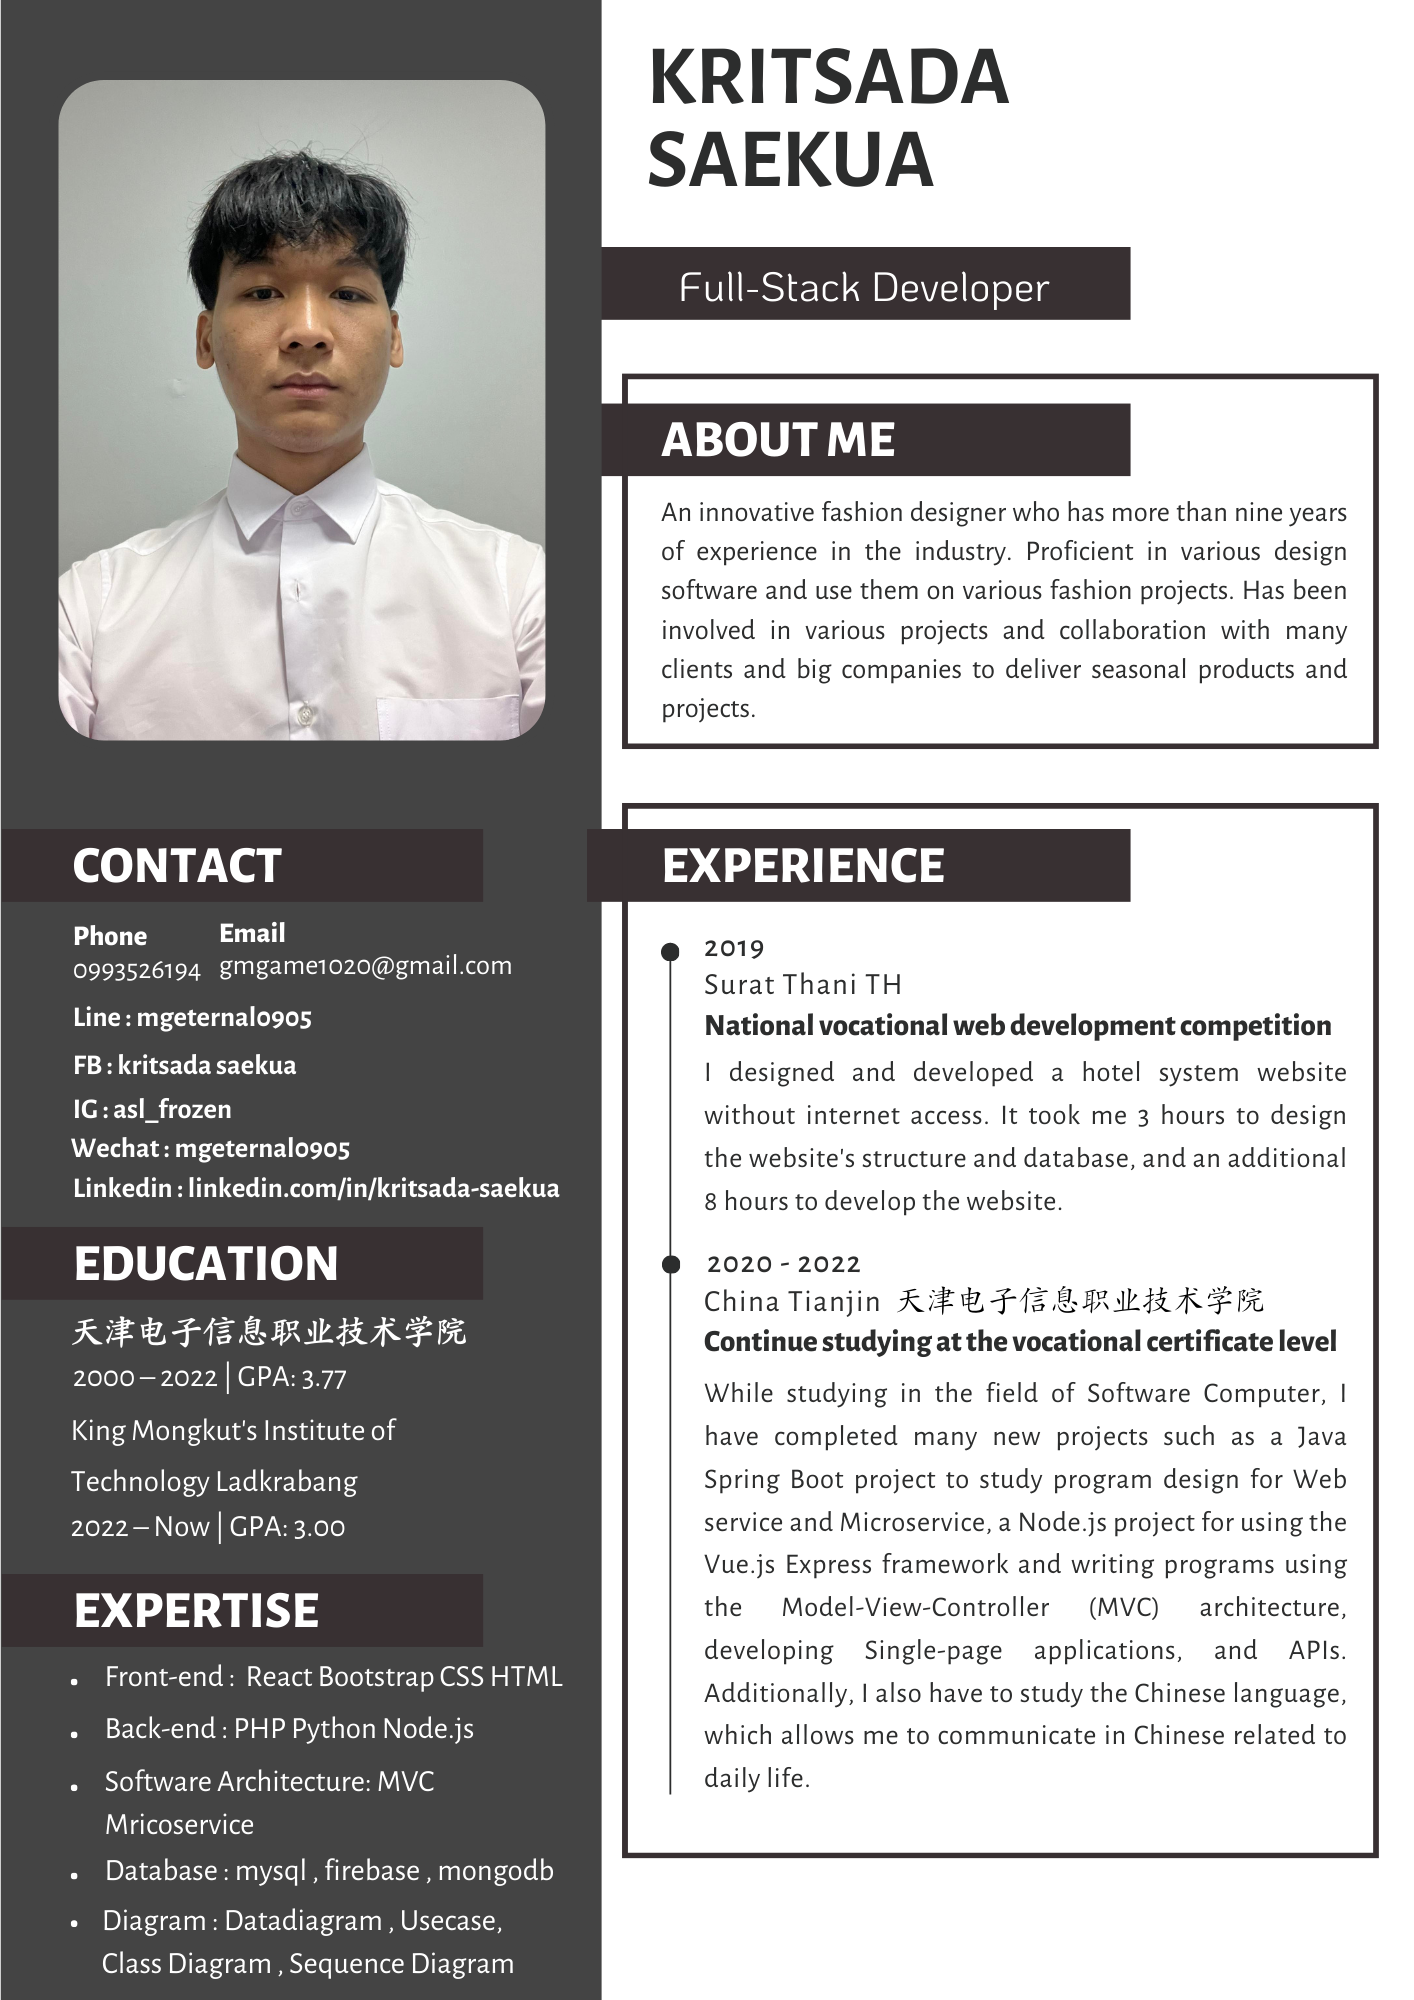 KRITSADA
SAEKUA
Full-Stack Developer
ABOUT ME
An innovative fashion designer who has more than nine years
of experience in the industry. Proficient in various design
software and use them on various fashion projects. Has been
involved in various projects and collaboration with many
clients and big companies to deliver seasonal products and
projects.
CONTACT
Phone
0993526194
Email
gmgame1020@gmail.com
Line : mgeternal0905
FB : kritsada saekua
IG : asl_frozen
Wechat : mgeternal0905
Linkedin : linkedin.com/in/kritsada-saekua
EDUCATION
天津电子信息职业技术学院
2000 – 2022 | GPA: 3.77
King Mongkut's Institute of
Technology Ladkrabang
2022 – Now | GPA: 3.00
EXPERTISE
• Front-end : React Bootstrap CSS HTML
• Back-end : PHP Python Node.js
• Software Architecture: MVC
Mricoservice
• Database : mysql , firebase , mongodb
• Diagram : Datadiagram , Usecase,
Class Diagram , Sequence Diagram
EXPERIENCE
2019
Surat Thani TH
National vocational web development competition
I designed and developed a hotel system website
without internet access. It took me 3 hours to design
the website's structure and database, and an additional
8 hours to develop the website.
2020 - 2022
China Tianjin 天津电子信息职业技术学院
Continue studying at the vocational certificate level
While studying in the field of Software Computer, I
have completed many new projects such as a Java
Spring Boot project to study program design for Web
service and Microservice, a Node.js project for using the
Vue.js Express framework and writing programs using
the Model-View-Controller (MVC) architecture,
developing Single-page applications, and APIs.
Additionally, I also have to study the Chinese language,
which allows me to communicate in Chinese related to
daily life.